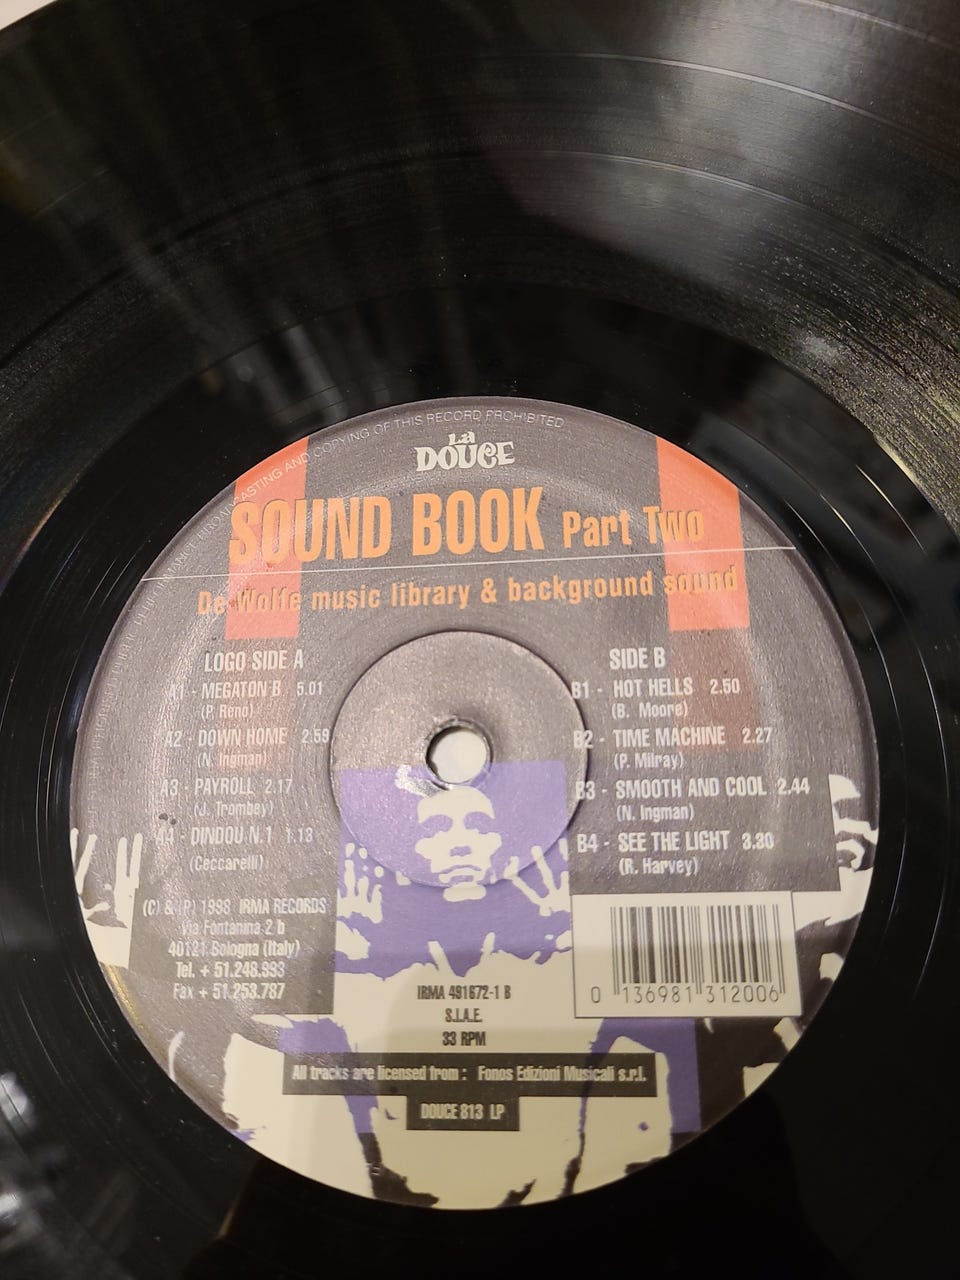 BROADCASTING AND COPYING OF THIS RECORD PROHIBITED
La
DOUCE
SOUND BOOK Part Two
De Wolfe music library & background sound
LOGO SIDE A
A1 - MEGATON B 5.01
(P. Reno)
A2 - DOWN HOME 2.59
(N. Ingman)
A3 - PAYROLL 2.17
(J. Trombey)
A4 - DINDOU N.1 1.13
(Ceccarelli)
SIDE B
B1 - HOT HELLS 2.50
(B. Moore)
B2 - TIME MACHINE 2.27
(P. Milray)
B3 - SMOOTH AND COOL 2.44
(N. Ingman)
B4 - SEE THE LIGHT 3.30
(R. Harvey)
(C) & (P) 1998 IRMA RECORDS
Via Fontanina 2 b
40121 Bologna (Italy)
Tel. + 51.248.993
Fax + 51.253.787
0 136981 312006
IRMA 491672-1 B
S.I.A.E.
33 RPM
All tracks are licensed from : Fonos Edizioni Musicali s.r.l.
DOUCE 813 LP